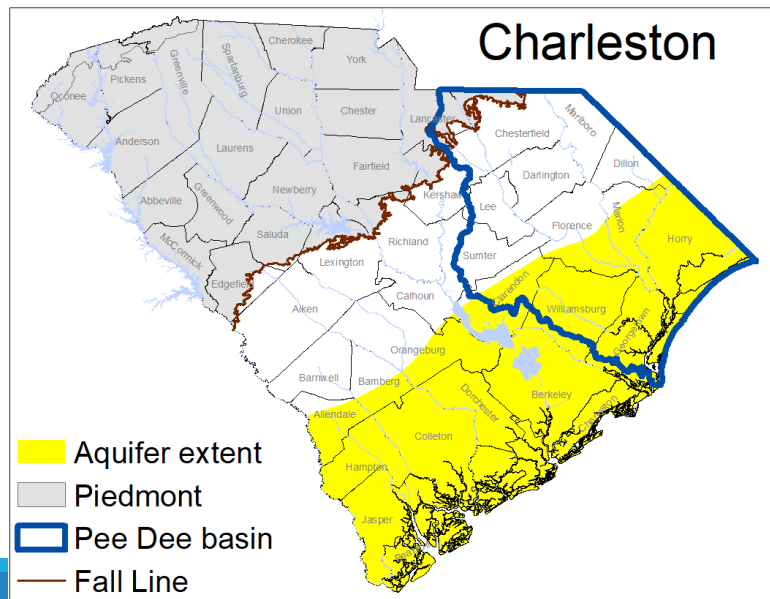 Charleston
Cherokee
York
Spartanburg
Greenville
Pickens
Oconee
Union
Chester
Lancaster
Anderson
Laurens
Chesterfield
Marlboro
Fairfield
Darlington
Dillon
Newberry
Abbeville
Greenwood
Kershaw
Lee
Marion
Saluda
Richland
Florence
Horry
McCormick
Lexington
Sumter
Edgefield
Calhoun
Clarendon
Aiken
Williamsburg
Georgetown
Orangeburg
Barnwell
Bamberg
Dorchester
Berkeley
Charleston
Allendale
Colleton
Hampton
Jasper
Aquifer extent
Piedmont
Pee Dee basin
Fall Line